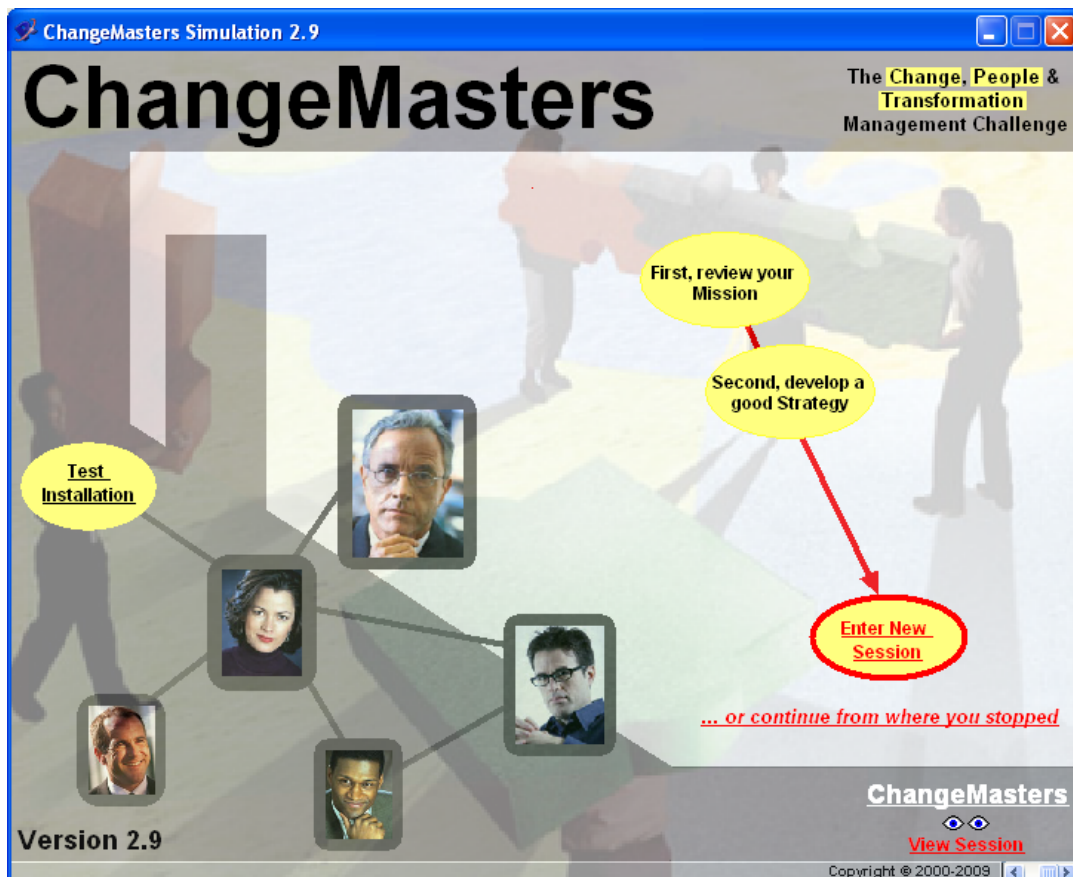 ChangeMasters Simulation 2.9
ChangeMasters
The Change, People &
Transformation
Management Challenge
First, review your
Mission
Second, develop a
good Strategy
Test
Installation
Enter New
Session
... or continue from where you stopped
ChangeMasters
View Session
Version 2.9
Copyright © 2000-2009